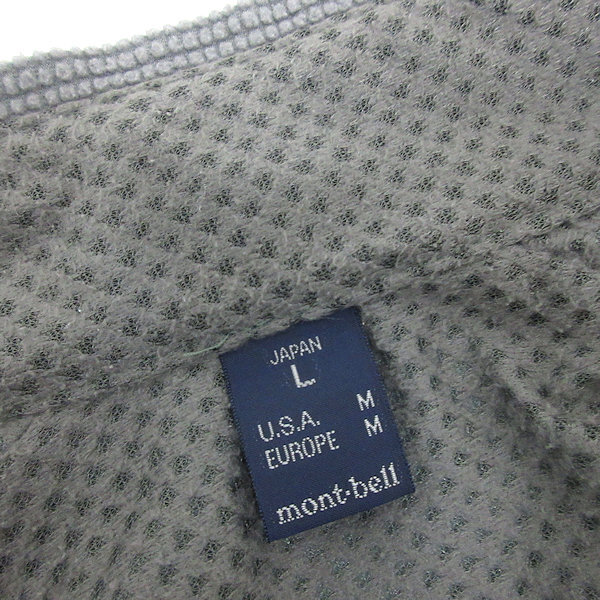 JAPAN
L
U.S.A. M
EUROPE M
mont·bell